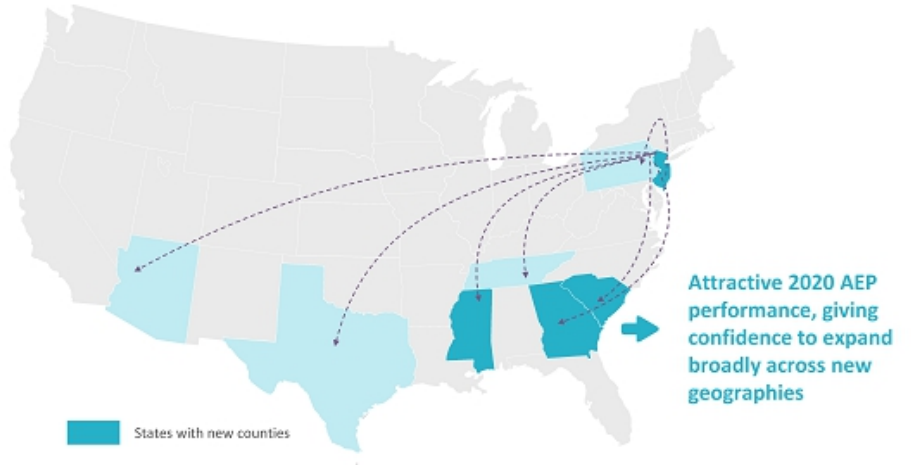 Attractive 2020 AEP
performance, giving
confidence to expand
broadly across new
geographies
States with new counties